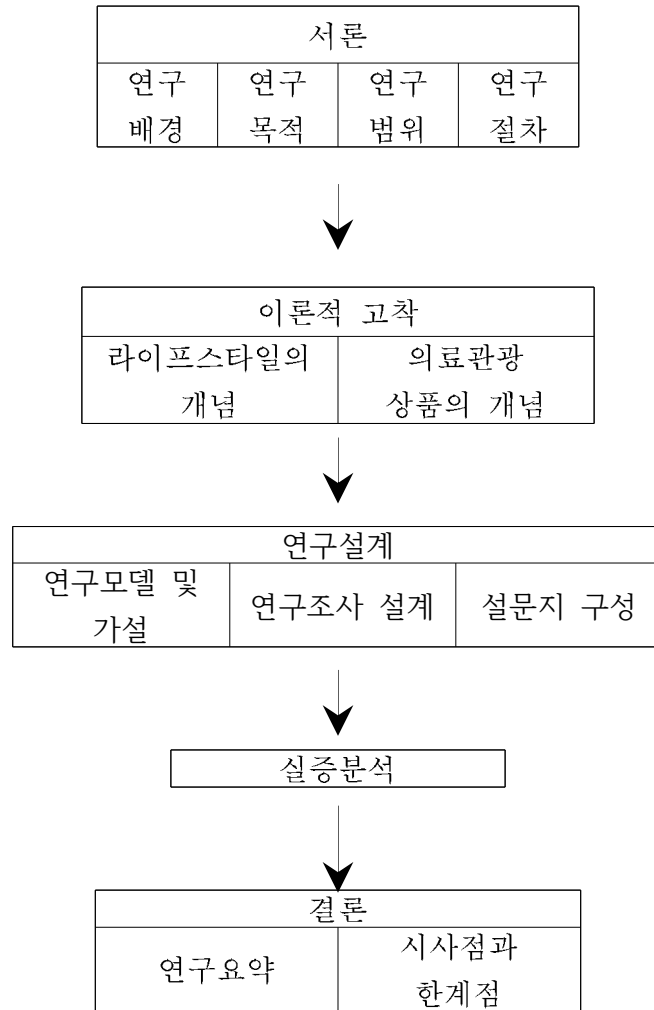 서론
연구 연구 연구 연구
배경 목적 범위 절차
이론적 고착
라이프스타일의 의료관광
개념 상품의 개념
연구설계
연구모델 및
가설
연구조사 설계
설문지 구성
실증분석
결론
연구요약
시사점과
한계점